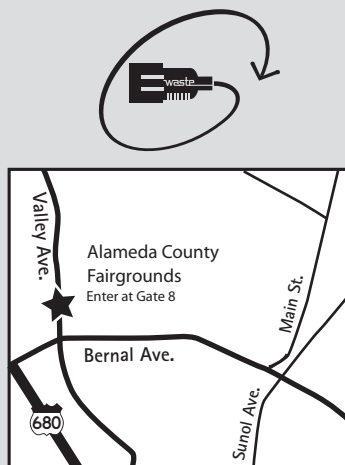 E waste
Valley Ave.
Alameda County
Fairgrounds
Enter at Gate 8
Main St.
Bernal Ave.
680
Sunol Ave.